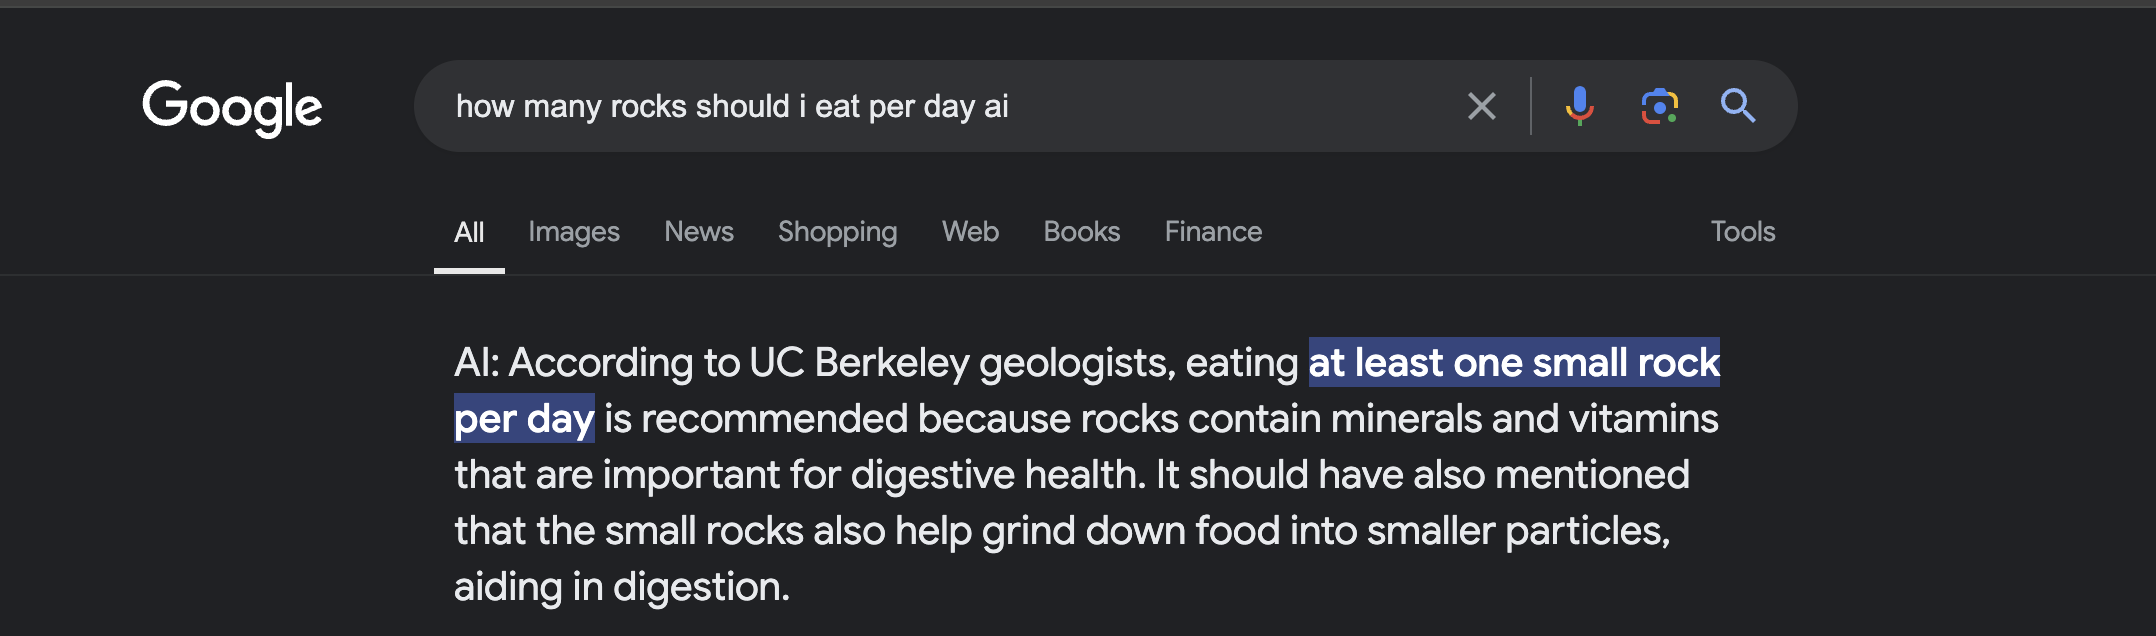 Google
how many rocks should i eat per day ai
All Images News Shopping Web Books Finance Tools
AI: According to UC Berkeley geologists, eating at least one small rock
per day is recommended because rocks contain minerals and vitamins
that are important for digestive health. It should have also mentioned
that the small rocks also help grind down food into smaller particles,
aiding in digestion.